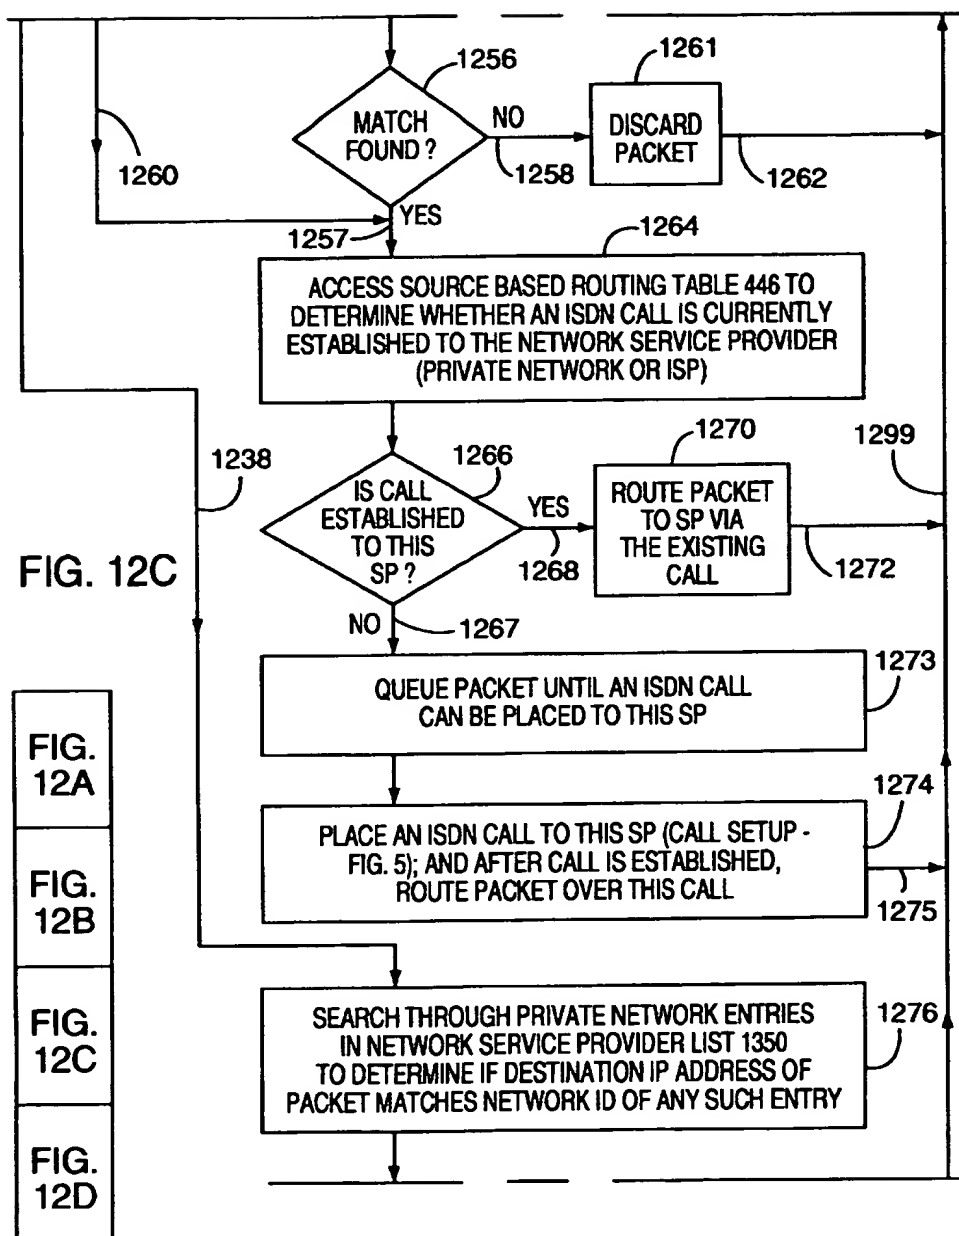 1256
1261
MATCH
FOUND ?
NO
DISCARD
PACKET
1260
1258
1262
YES
1257
1264
ACCESS SOURCE BASED ROUTING TABLE 446 TO
DETERMINE WHETHER AN ISDN CALL IS CURRENTLY
ESTABLISHED TO THE NETWORK SERVICE PROVIDER
(PRIVATE NETWORK OR ISP)
1238
1266
1270
1299
IS CALL
ESTABLISHED
TO THIS
SP ?
YES
1268
ROUTE PACKET
TO SP VIA
THE EXISTING
CALL
1272
FIG. 12C
NO
1267
1273
QUEUE PACKET UNTIL AN ISDN CALL
CAN BE PLACED TO THIS SP
1274
PLACE AN ISDN CALL TO THIS SP (CALL SETUP -
FIG. 5); AND AFTER CALL IS ESTABLISHED,
ROUTE PACKET OVER THIS CALL
1275
1276
SEARCH THROUGH PRIVATE NETWORK ENTRIES
IN NETWORK SERVICE PROVIDER LIST 1350
TO DETERMINE IF DESTINATION IP ADDRESS OF
PACKET MATCHES NETWORK ID OF ANY SUCH ENTRY
FIG.
12A
FIG.
12B
FIG.
12C
FIG.
12D